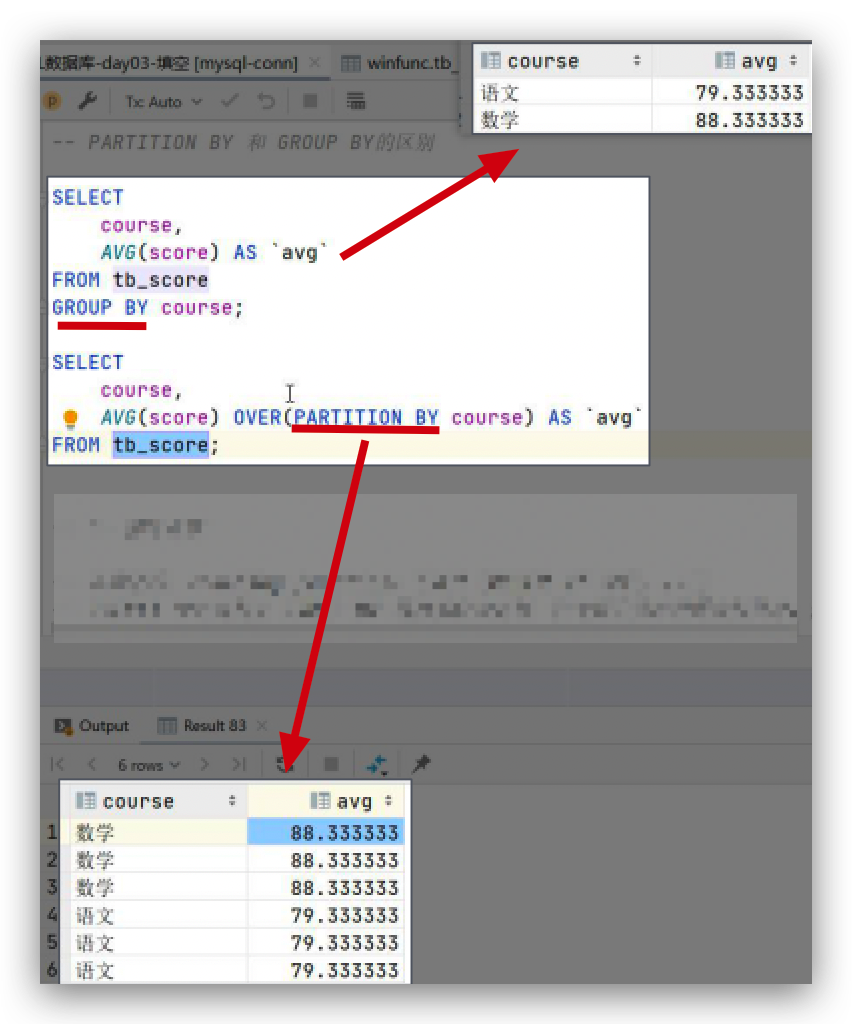 数据库-day03-填空 [mysql-conn]
winfunc.tb_
Tx: Auto
course avg
语文 79.333333
数学 88.333333
-- PARTITION BY 和 GROUP BY的区别
SELECT
course,
AVG(score) AS `avg`
FROM tb_score
GROUP BY course;
SELECT
course,
AVG(score) OVER(PARTITION BY course) AS `avg`
FROM tb_score;
Output Result 83
6 rows
course avg
1 数学 88.333333
2 数学 88.333333
3 数学 88.333333
4 语文 79.333333
5 语文 79.333333
6 语文 79.333333